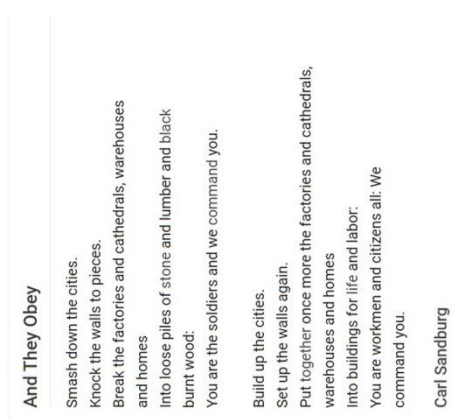 And They Obey
Smash down the cities.
Knock the walls to pieces.
Break the factories and cathedrals, warehouses
and homes
Into loose piles of stone and lumber and black
burnt wood:
You are the soldiers and we command you.
Build up the cities.
Set up the walls again.
Put together once more the factories and cathedrals,
warehouses and homes
Into buildings for life and labor:
You are workmen and citizens all: We
command you.
Carl Sandburg